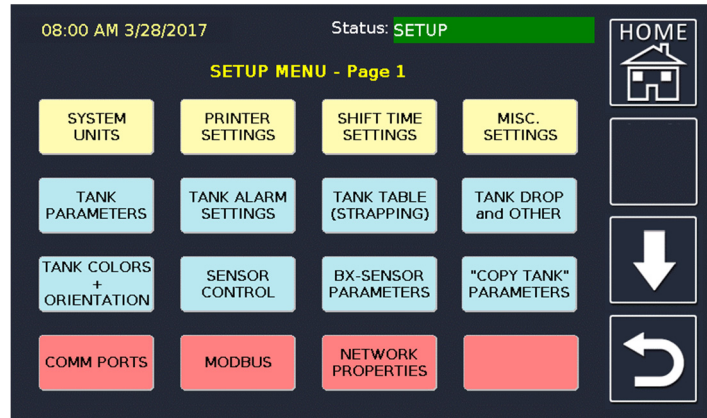 08:00 AM 3/28/2017
Status: SETUP
HOME
SETUP MENU - Page 1
SYSTEM
UNITS
PRINTER
SETTINGS
SHIFT TIME
SETTINGS
MISC.
SETTINGS
TANK
PARAMETERS
TANK ALARM
SETTINGS
TANK TABLE
(STRAPPING)
TANK DROP
and OTHER
TANK COLORS
+
ORIENTATION
SENSOR
CONTROL
BX-SENSOR
PARAMETERS
"COPY TANK"
PARAMETERS
COMM PORTS
MODBUS
NETWORK
PROPERTIES